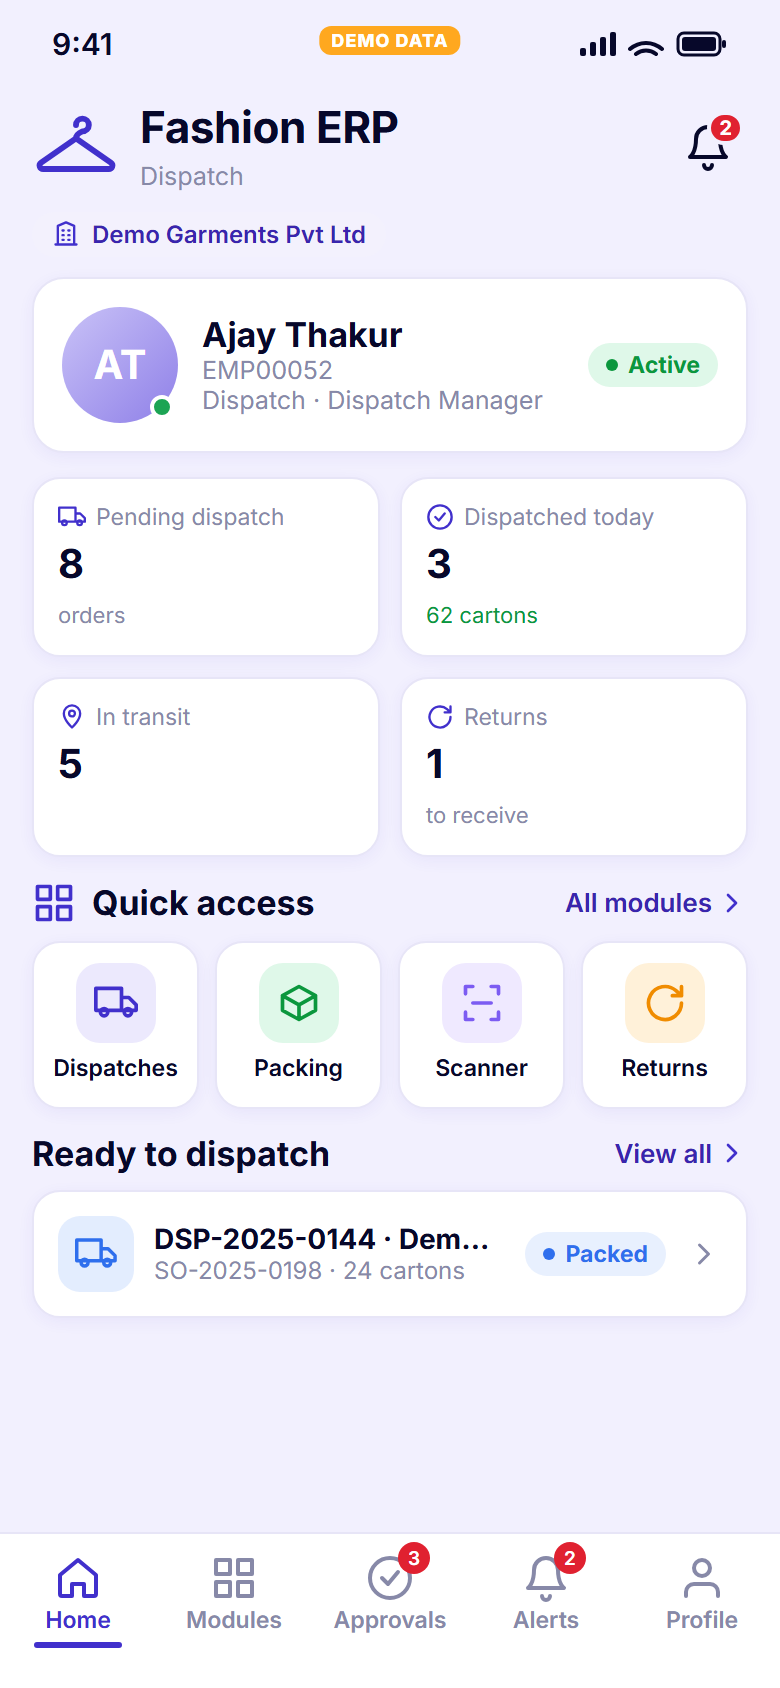 9:41
DEMO DATA
Fashion ERP
2
Dispatch
Demo Garments Pvt Ltd
AT
Ajay Thakur
EMP00052
Dispatch · Dispatch Manager
Active
Pending dispatch
8
orders
Dispatched today
3
62 cartons
In transit
5
Returns
1
to receive
Quick access
All modules
Dispatches
Packing
Scanner
Returns
Ready to dispatch
View all
DSP-2025-0144 · Dem...
SO-2025-0198 · 24 cartons
Packed
Home
Modules
3
Approvals
2
Alerts
Profile